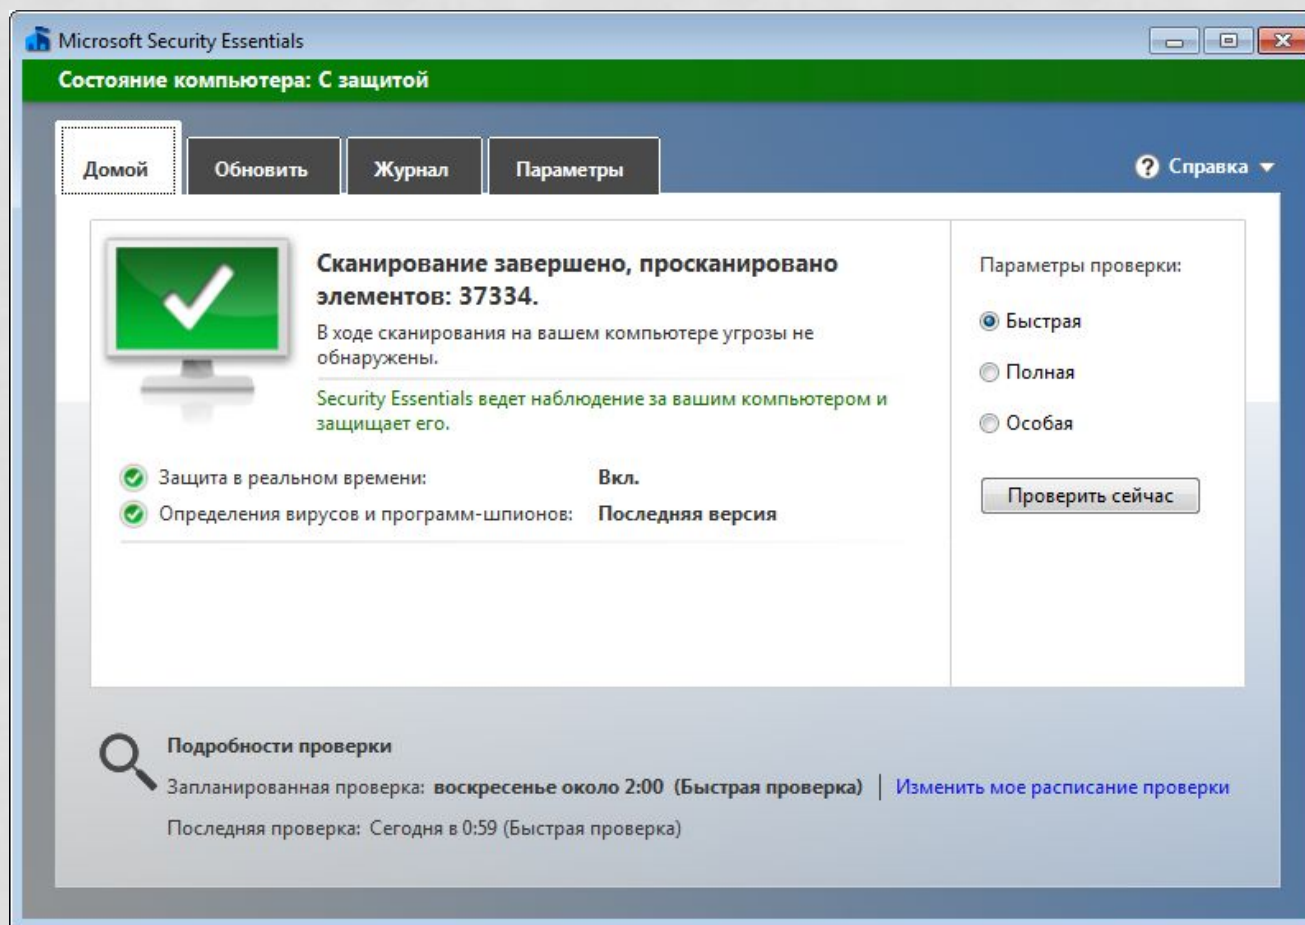 Microsoft Security Essentials
Состояние компьютера: С защитой
Домой
Обновить
Журнал
Параметры
Справка
Сканирование завершено, просканировано
элементов: 37334.
В ходе сканирования на вашем компьютере угрозы не
обнаружены.
Security Essentials ведет наблюдение за вашим компьютером и
защищает его.
Защита в реальном времени: Вкл.
Определения вирусов и программ-шпионов: Последняя версия
Параметры проверки:
Быстрая
Полная
Особая
Проверить сейчас
Подробности проверки
Запланированная проверка: воскресенье около 2:00 (Быстрая проверка) | Изменить мое расписание проверки
Последняя проверка: Сегодня в 0:59 (Быстрая проверка)